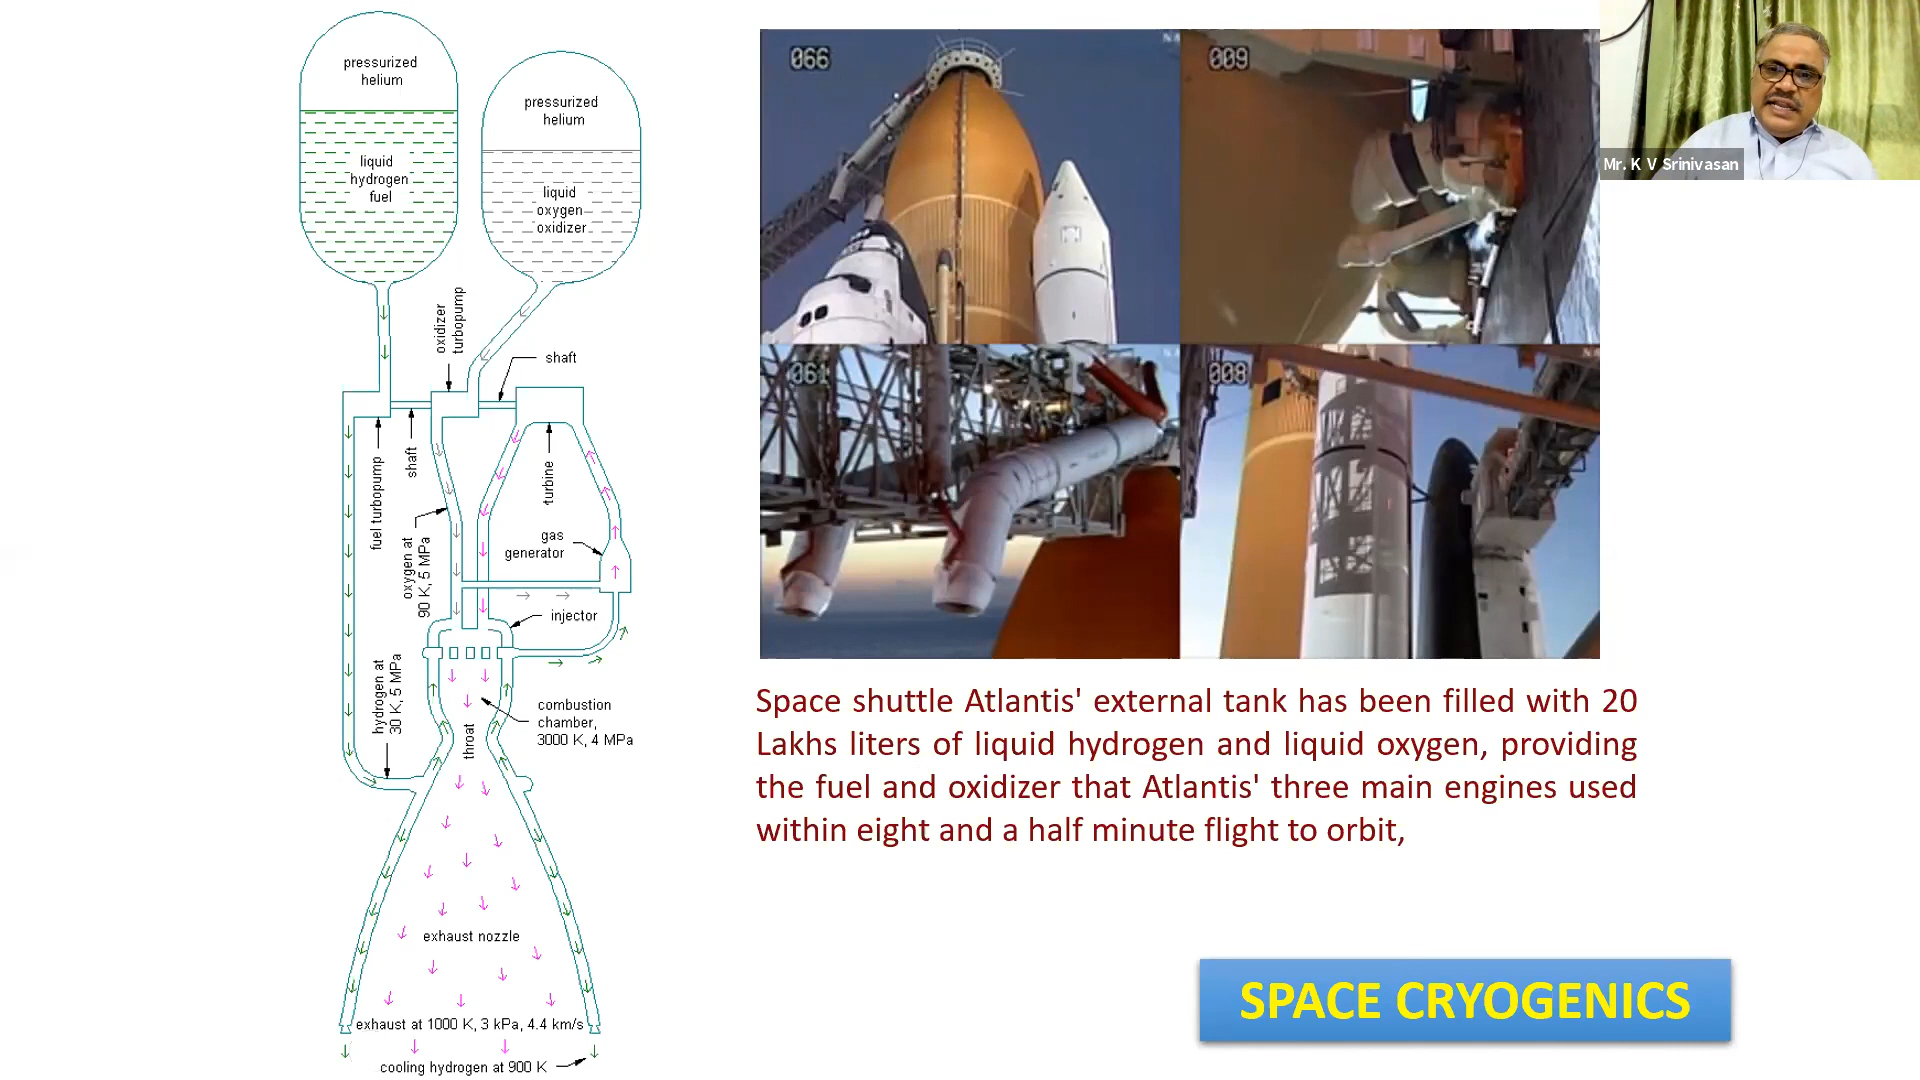 pressurized
helium
liquid
hydrogen
fuel
pressurized
helium
liquid
oxygen
oxidizer
oxidizer
turbopump
shaft
shaft
fuel turbopump
turbine
gas
generator
oxygen at
90 K, 5 MPa
injector
hydrogen at
30 K, 5 MPa
combustion
chamber,
3000 K, 4 MPa
throat
exhaust nozzle
exhaust at 1000 K, 3 kPa, 4.4 km/s
cooling hydrogen at 900 K
066
009
061
008
Mr. K V Srinivasan
Space shuttle Atlantis' external tank has been filled with 20
Lakhs liters of liquid hydrogen and liquid oxygen, providing
the fuel and oxidizer that Atlantis' three main engines used
within eight and a half minute flight to orbit,
SPACE CRYOGENICS